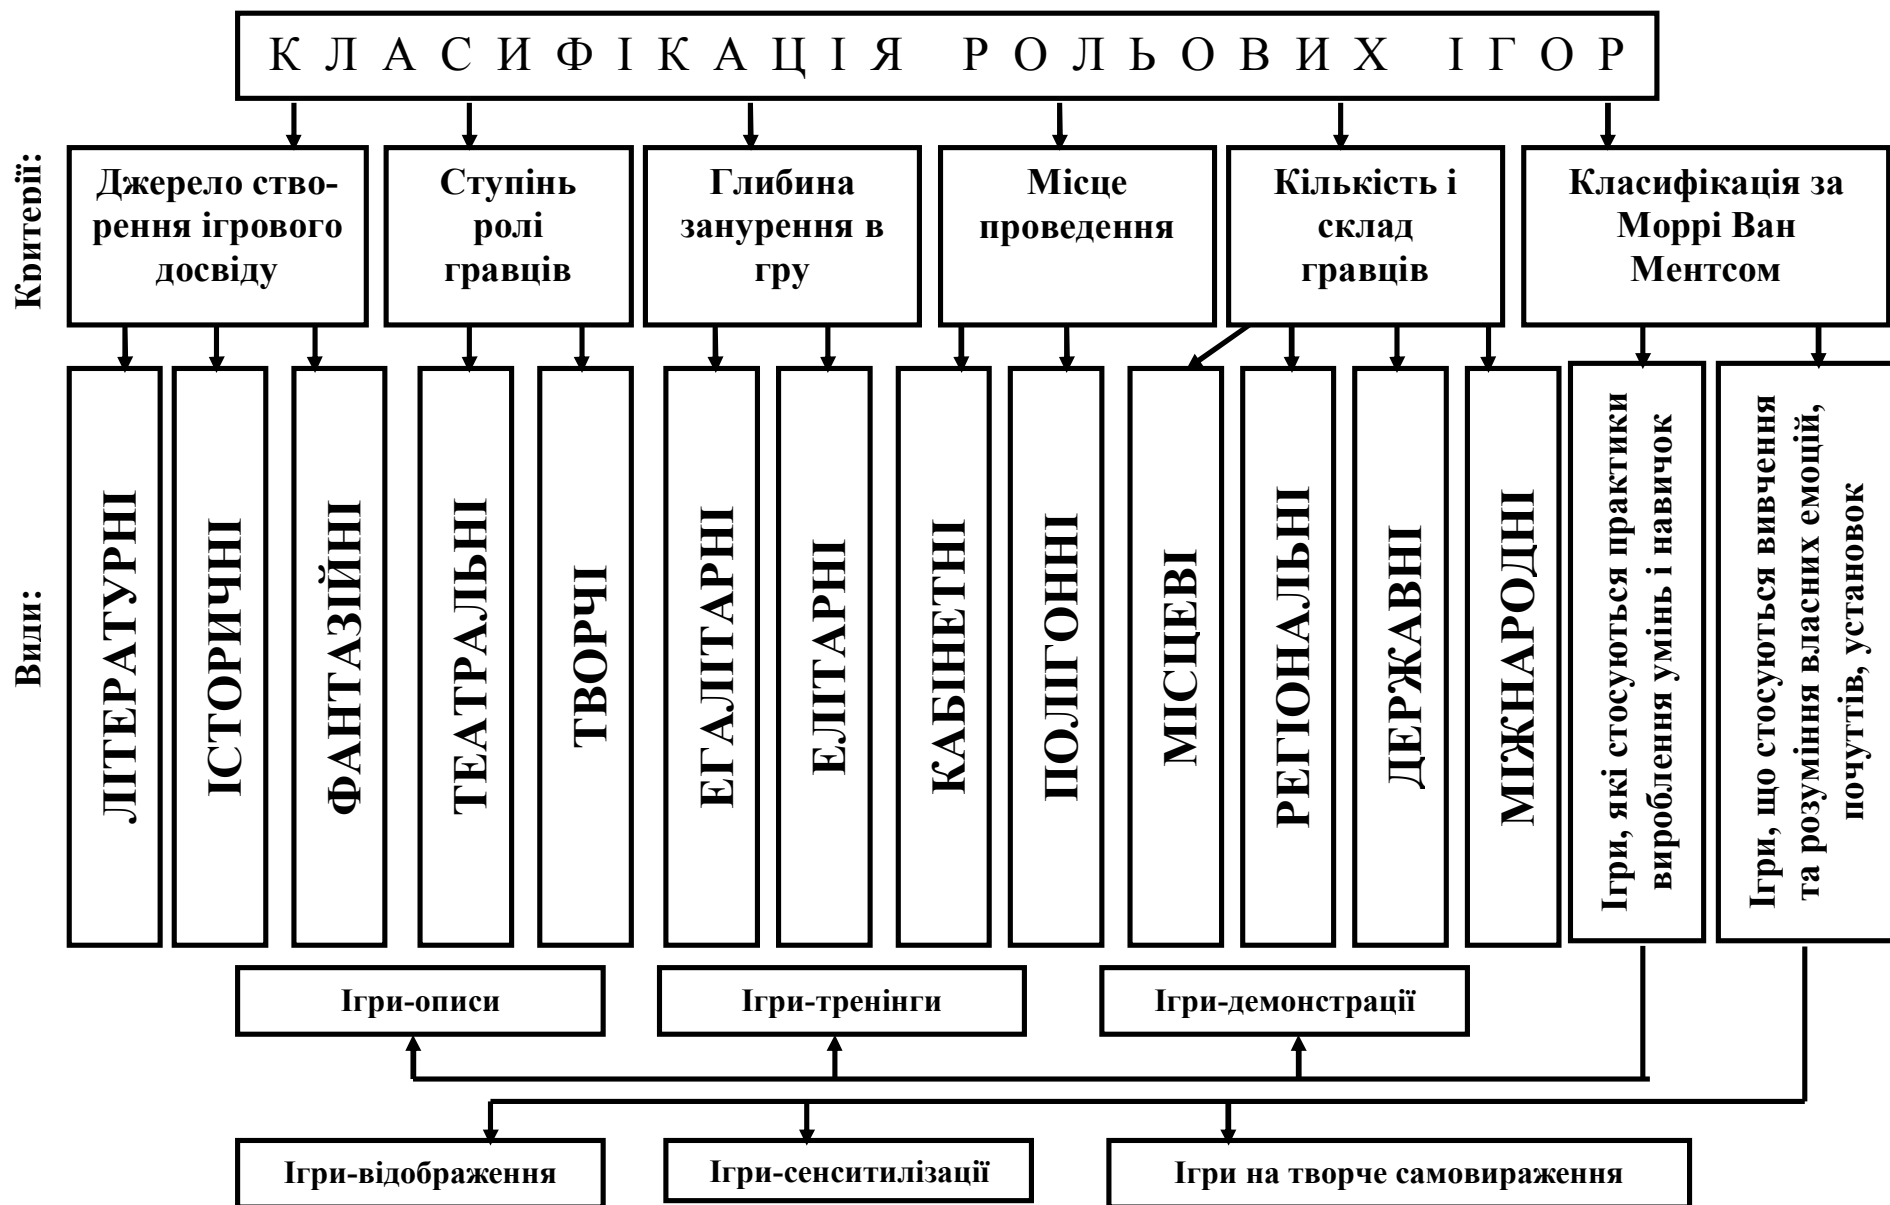 КЛАСИФІКАЦІЯ РОЛЬОВИХ ІГОР
Критерії:
Джерело ство-
рення ігрового
досвіду
Ступінь
ролі
гравців
Глибина
занурення в
гру
Місце
проведення
Кількість і
склад
гравців
Класифікація за
Моррі Ван
Ментсом
Види:
ЛІТЕРАТУРНІ
ІСТОРИЧНІ
ФАНТАЗІЙНІ
ТЕАТРАЛЬНІ
ТВОРЧІ
ЕГАЛІТАРНІ
ЕЛІТАРНІ
КАБІНЕТНІ
ПОЛІГОННІ
МІСЦЕВІ
РЕГІОНАЛЬНІ
ДЕРЖАВНІ
МІЖНАРОДНІ
Ігри, які стосуються практики
вироблення умінь і навичок
Ігри, що стосуються вивчення
та розуміння власних емоцій,
почуттів, установок
Ігри-описи
Ігри-тренінги
Ігри-демонстрації
Ігри-відображення
Ігри-сенситилізації
Ігри на творче самовираження